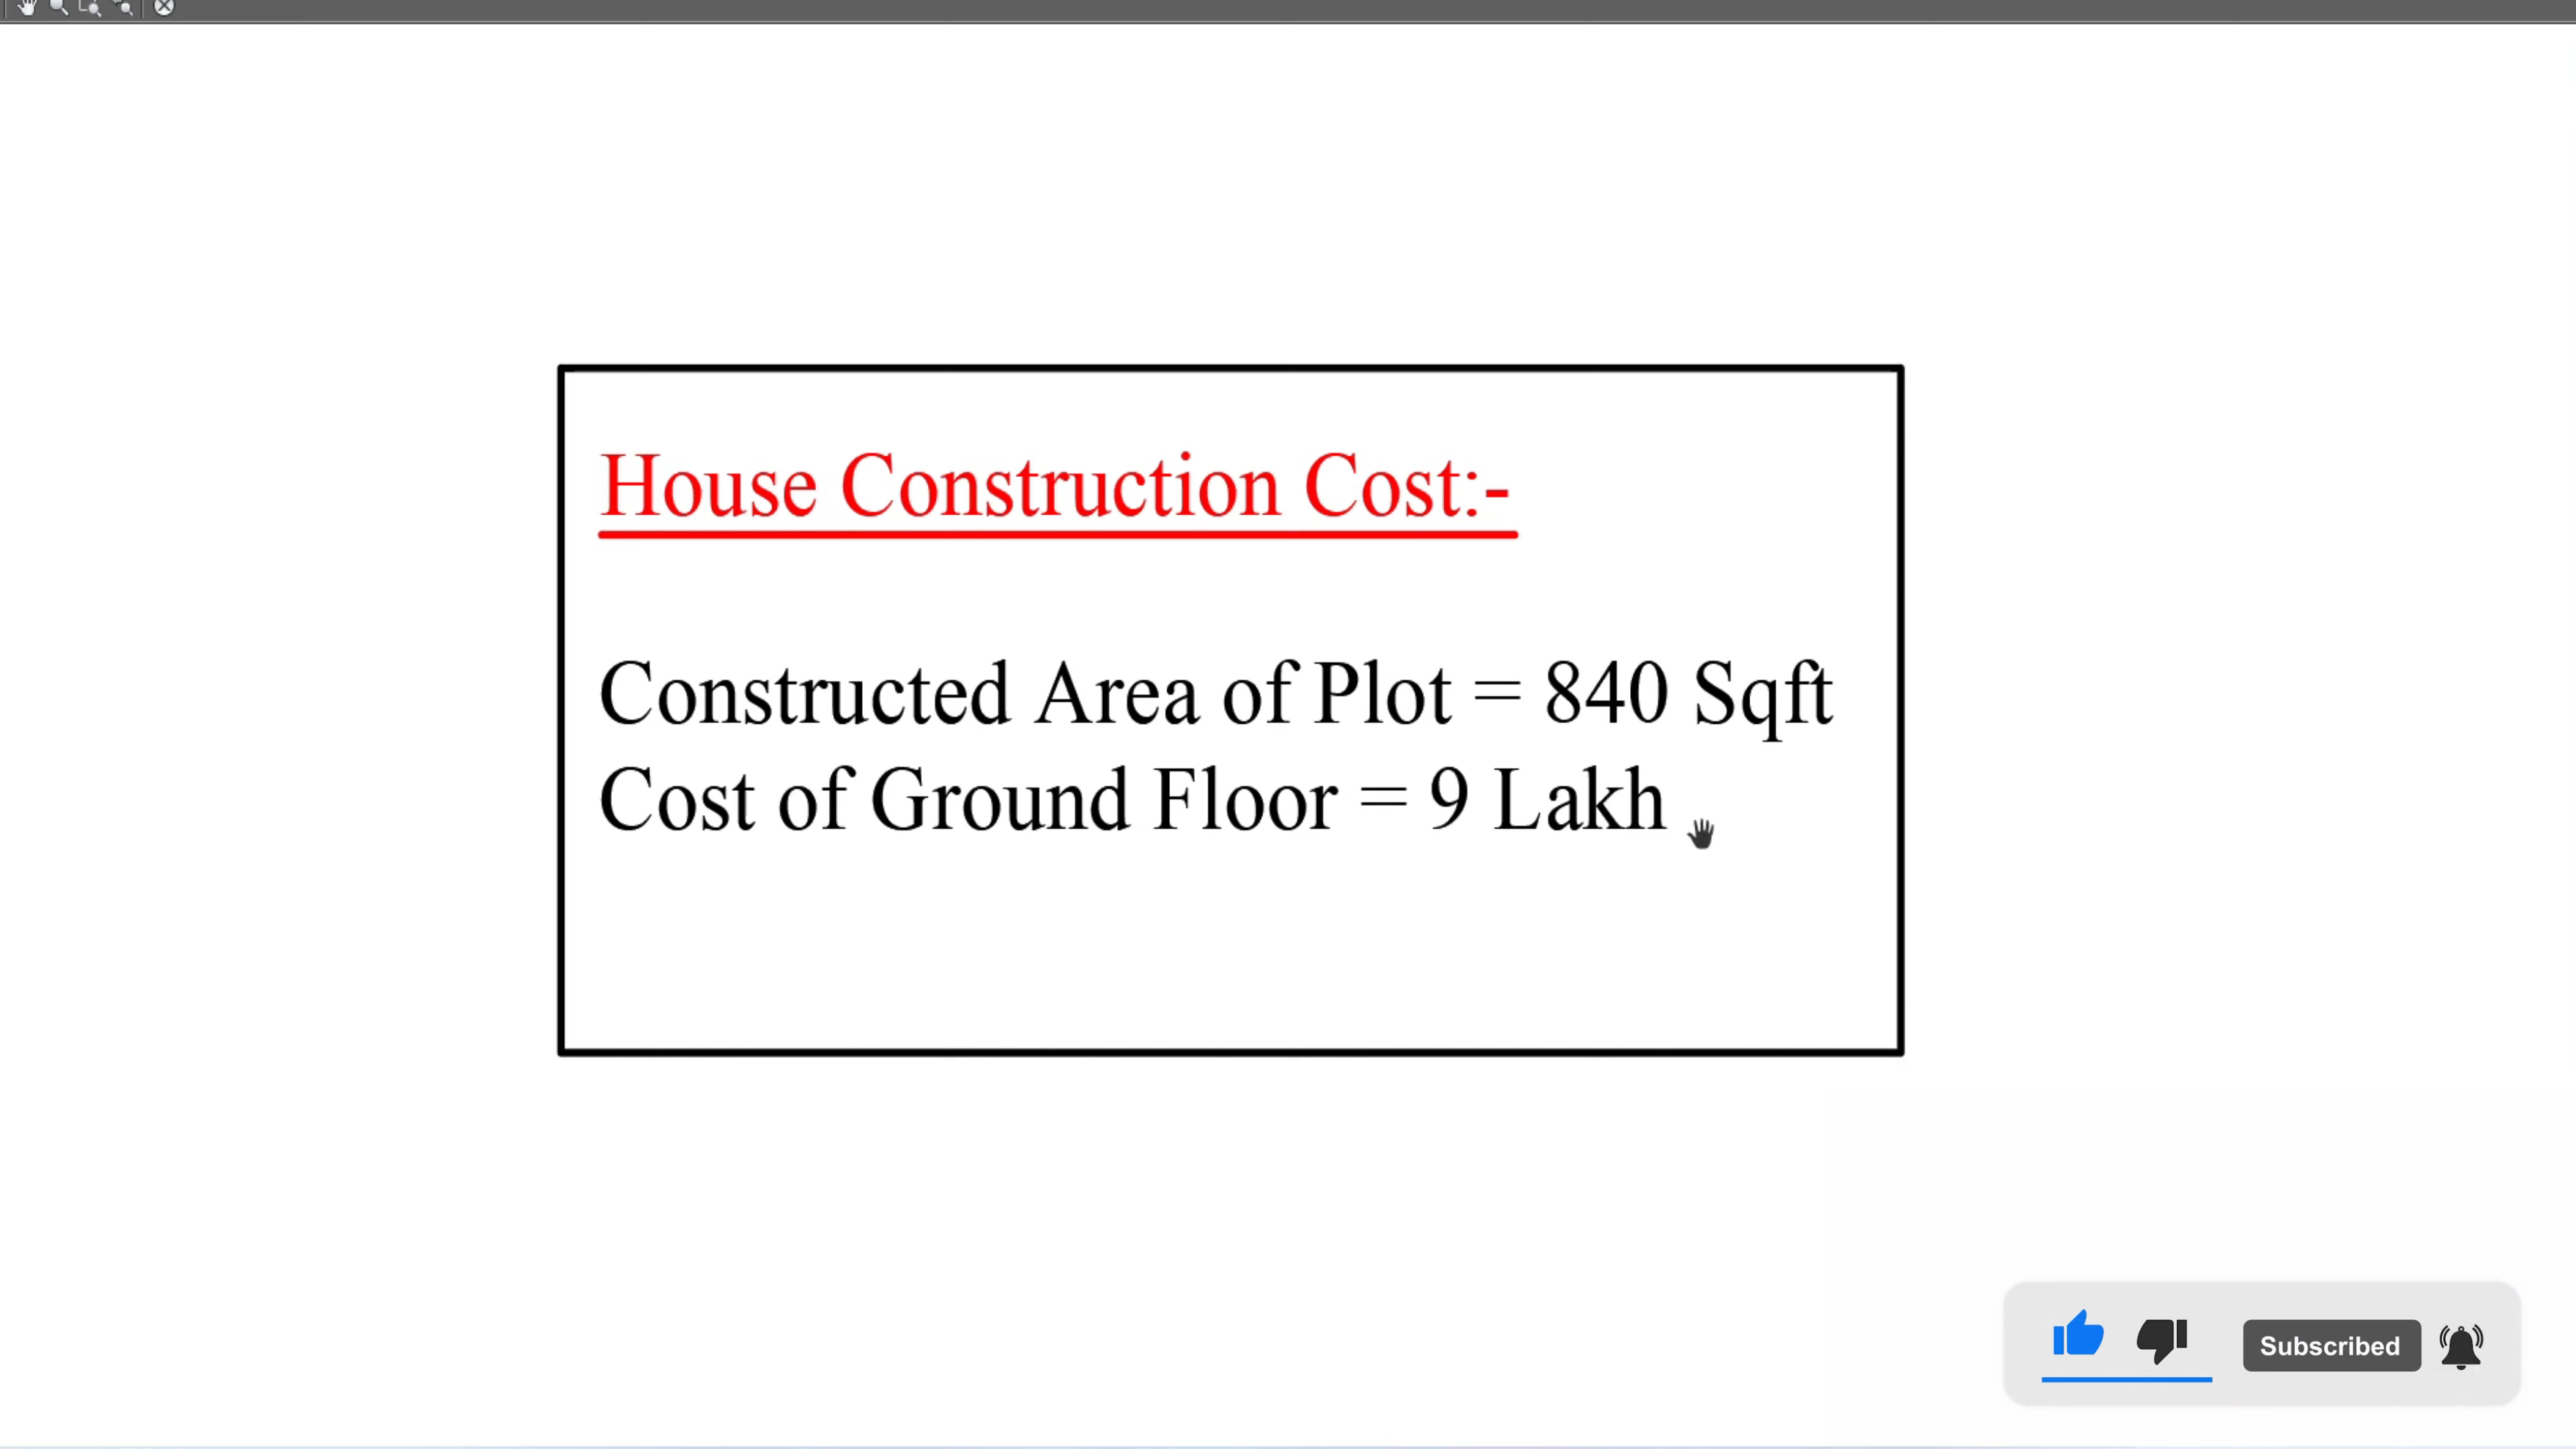 House Construction Cost:-
Constructed Area of Plot = 840 Sqft
Cost of Ground Floor = 9 Lakh
Subscribed